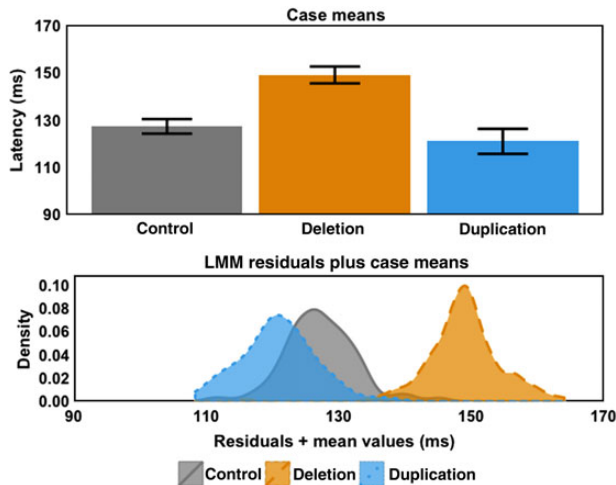 Case means
Latency (ms)
170
150
130
110
90
Control
Deletion
Duplication
LMM residuals plus case means
Density
0.10
0.08
0.06
0.04
0.02
0.00
90
110
130
150
170
Residuals + mean values (ms)
Control
Deletion
Duplication